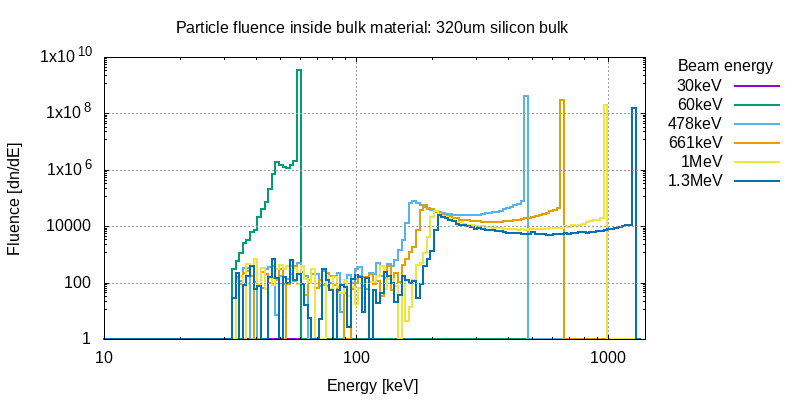 Particle fluence inside bulk material: 320um silicon bulk
Fluence [dn/dE]
1x10^10
1x10^8
1x10^6
10000
100
1
10
100
1000
Energy [keV]
Beam energy
30keV
60keV
478keV
661keV
1MeV
1.3MeV